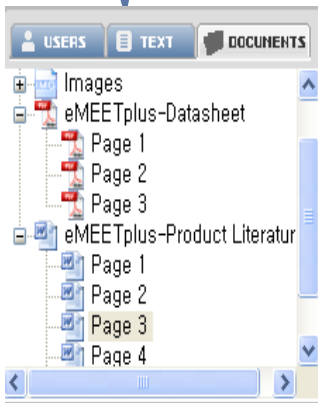 USERS TEXT DOCUMENTS
Images
eMEETplus-Datasheet
Page 1
Page 2
Page 3
eMEETplus-Product Literatur
Page 1
Page 2
Page 3
Page 4